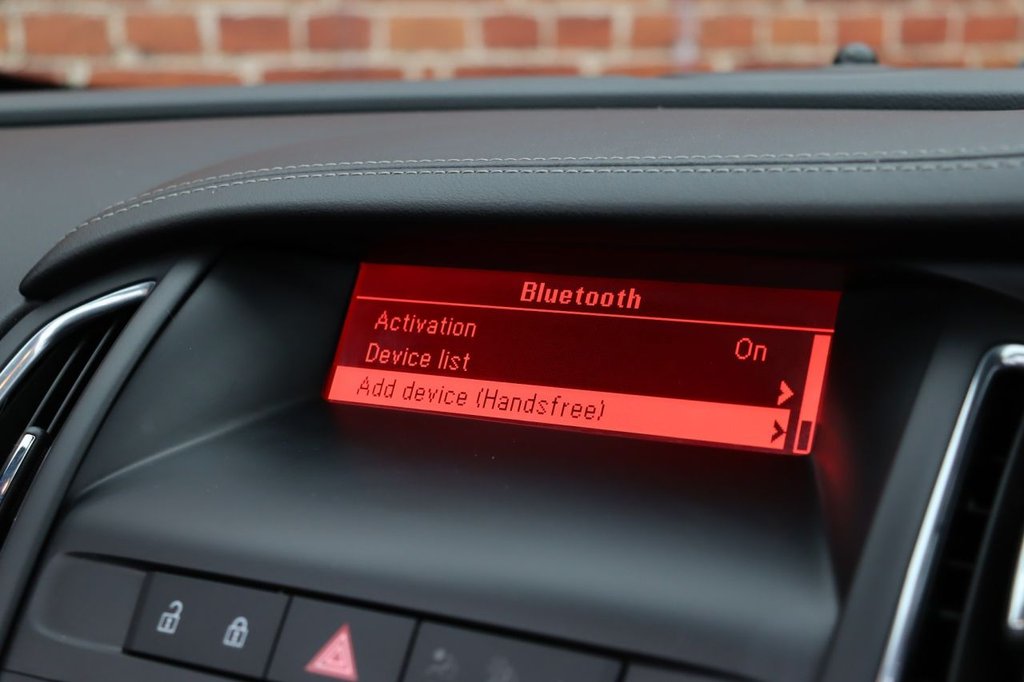 Bluetooth
Activation On
Device list
Add device (Handsfree)